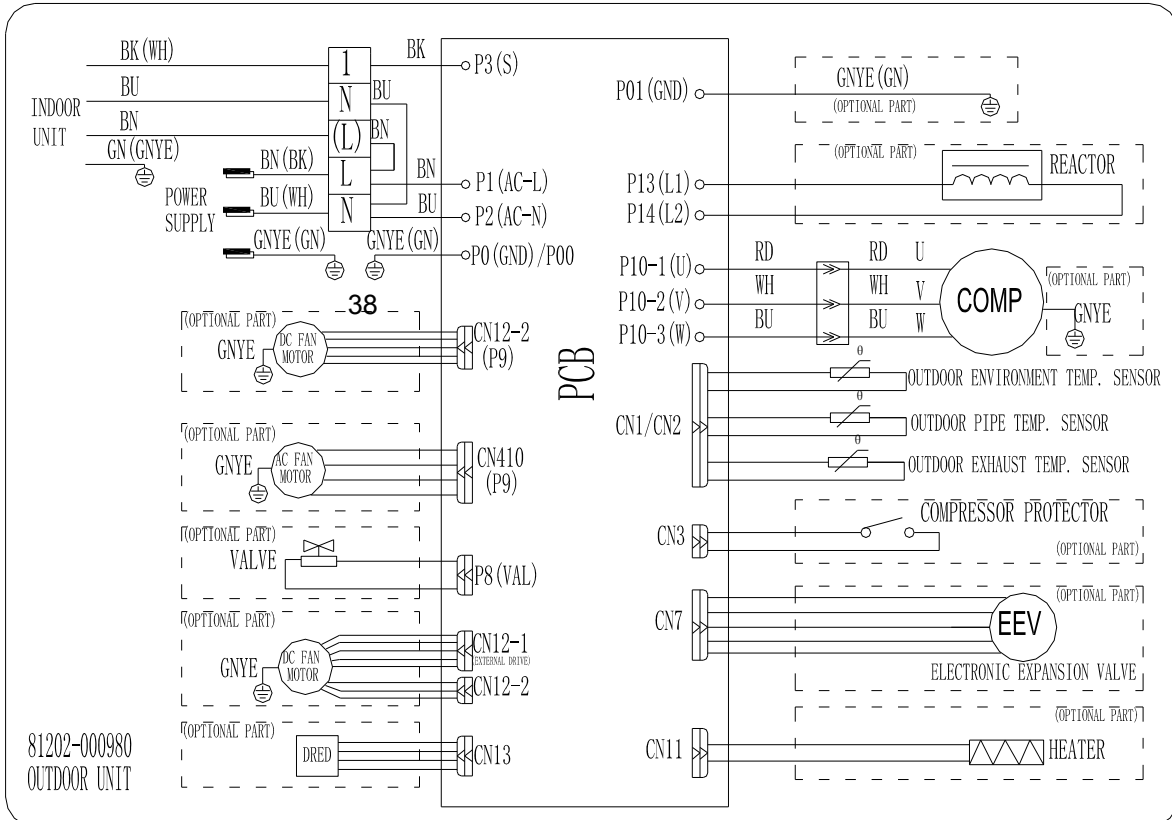 BK(WH)
BU
INDOOR
UNIT
BN
GN(GNYE)
BN(BK)
POWER
SUPPLY
BU(WH)
GNYE(GN)
GNYE(GN)
1
N
(L)
L
N
BK
BU
BN
BN
BU
P3(S)
P1(AC-L)
P2(AC-N)
P0(GND)/P00
38
(OPTIONAL PART)
GNYE
DC FAN
MOTOR
CN12-2
(P9)
(OPTIONAL PART)
GNYE
AC FAN
MOTOR
CN410
(P9)
(OPTIONAL PART)
VALVE
P8(VAL)
(OPTIONAL PART)
GNYE
DC FAN
MOTOR
CN12-1
(EXTERNAL DRIVE)
CN12-2
(OPTIONAL PART)
DRED
CN13
81202-000980
OUTDOOR UNIT
PCB
P01(GND)
GNYE(GN)
(OPTIONAL PART)
P13(L1)
P14(L2)
(OPTIONAL PART)
REACTOR
P10-1(U)
P10-2(V)
P10-3(W)
RD
WH
BU
RD
WH
BU
U
V
W
COMP
(OPTIONAL PART)
GNYE
CN1/CN2
θ
OUTDOOR ENVIRONMENT TEMP. SENSOR
θ
OUTDOOR PIPE TEMP. SENSOR
θ
OUTDOOR EXHAUST TEMP. SENSOR
CN3
COMPRESSOR PROTECTOR
(OPTIONAL PART)
CN7
(OPTIONAL PART)
EEV
ELECTRONIC EXPANSION VALVE
CN11
(OPTIONAL PART)
HEATER